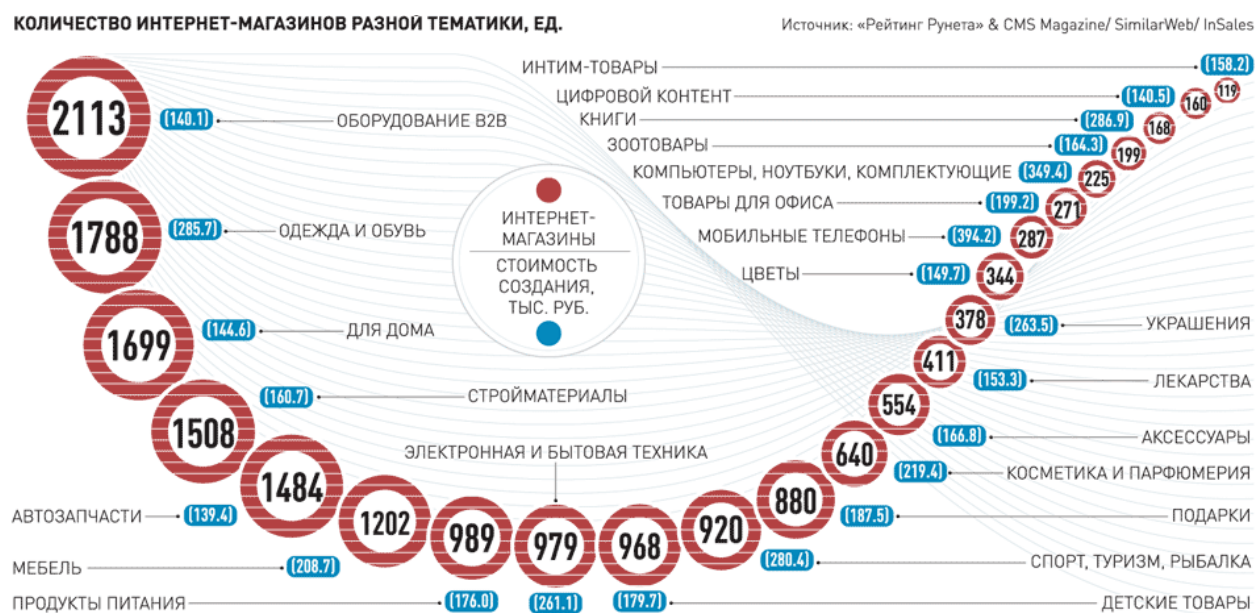 КОЛИЧЕСТВО ИНТЕРНЕТ-МАГАЗИНОВ РАЗНОЙ ТЕМАТИКИ, ЕД.
Источник: «Рейтинг Рунета» & CMS Magazine/ SimilarWeb/ InSales
2113 (140.1) ОБОРУДОВАНИЕ B2B
1788 (285.7) ОДЕЖДА И ОБУВЬ
1699 (144.6) ДЛЯ ДОМА
1508 (160.7) СТРОЙМАТЕРИАЛЫ
1484
АВТОЗАПЧАСТИ (139.4)
1202
МЕБЕЛЬ (208.7)
989
ПРОДУКТЫ ПИТАНИЯ (176.0)
ЭЛЕКТРОННАЯ И БЫТОВАЯ ТЕХНИКА
979
(261.1)
968
(179.7) ДЕТСКИЕ ТОВАРЫ
920
(280.4) СПОРТ, ТУРИЗМ, РЫБАЛКА
880
(187.5) ПОДАРКИ
640
(219.4) КОСМЕТИКА И ПАРФЮМЕРИЯ
554
(166.8) АКСЕССУАРЫ
411
(153.3) ЛЕКАРСТВА
378
(263.5) УКРАШЕНИЯ
ЦВЕТЫ (149.7) 344
МОБИЛЬНЫЕ ТЕЛЕФОНЫ (394.2) 287
ТОВАРЫ ДЛЯ ОФИСА (199.2) 271
КОМПЬЮТЕРЫ, НОУТБУКИ, КОМПЛЕКТУЮЩИЕ (349.4) 225
ЗООТОВАРЫ (164.3) 199
КНИГИ (286.9) 168
ЦИФРОВОЙ КОНТЕНТ (140.5) 160
ИНТИМ-ТОВАРЫ (158.2) 119
ИНТЕРНЕТ-
МАГАЗИНЫ
СТОИМОСТЬ
СОЗДАНИЯ,
ТЫС. РУБ.